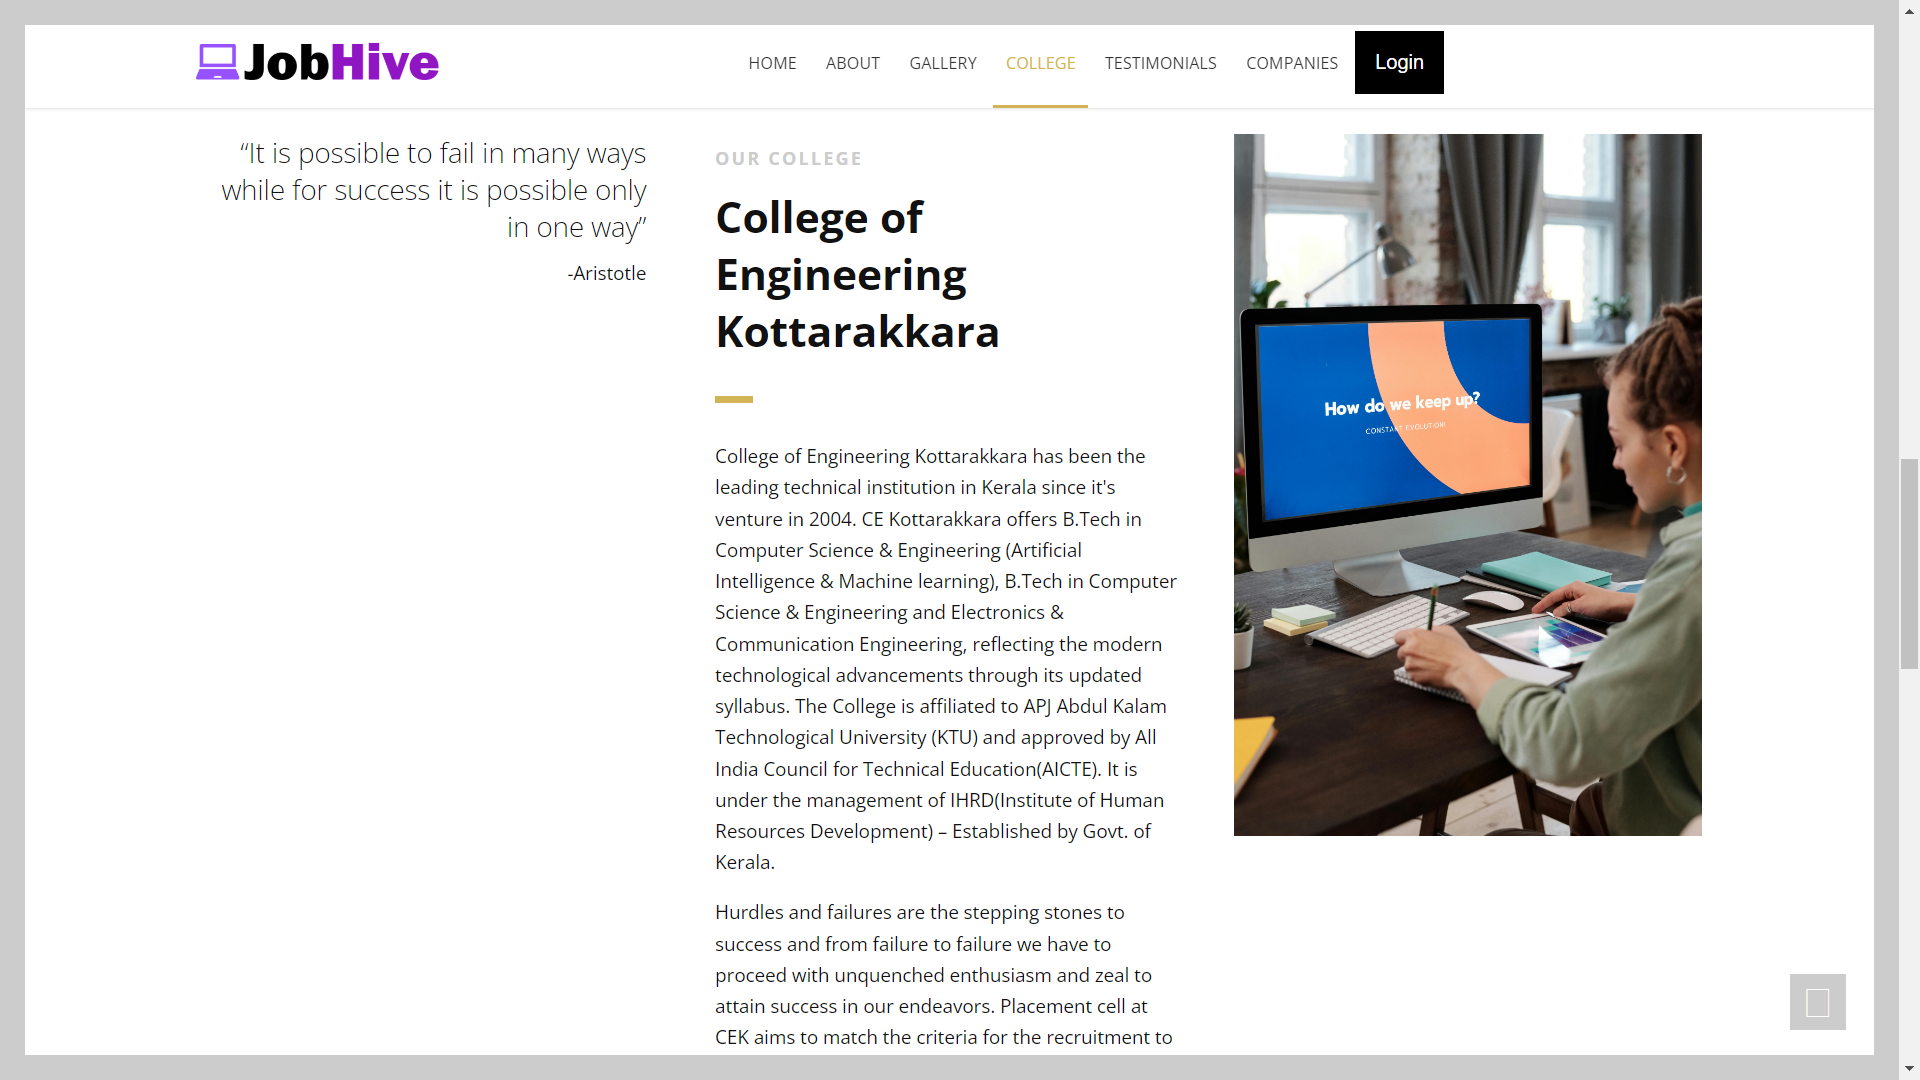 JobHive
HOME ABOUT GALLERY COLLEGE TESTIMONIALS COMPANIES Login
“It is possible to fail in many ways
while for success it is possible only
in one way”
-Aristotle
OUR COLLEGE
College of
Engineering
Kottarakkara
College of Engineering Kottarakkara has been the
leading technical institution in Kerala since it's
venture in 2004. CE Kottarakkara offers B.Tech in
Computer Science & Engineering (Artificial
Intelligence & Machine learning), B.Tech in Computer
Science & Engineering and Electronics &
Communication Engineering, reflecting the modern
technological advancements through its updated
syllabus. The College is affiliated to APJ Abdul Kalam
Technological University (KTU) and approved by All
India Council for Technical Education(AICTE). It is
under the management of IHRD(Institute of Human
Resources Development) – Established by Govt. of
Kerala.
Hurdles and failures are the stepping stones to
success and from failure to failure we have to
proceed with unquenched enthusiasm and zeal to
attain success in our endeavors. Placement cell at
CEK aims to match the criteria for the recruitment to
How do we keep up?
CONSTANT EVOLUTION!